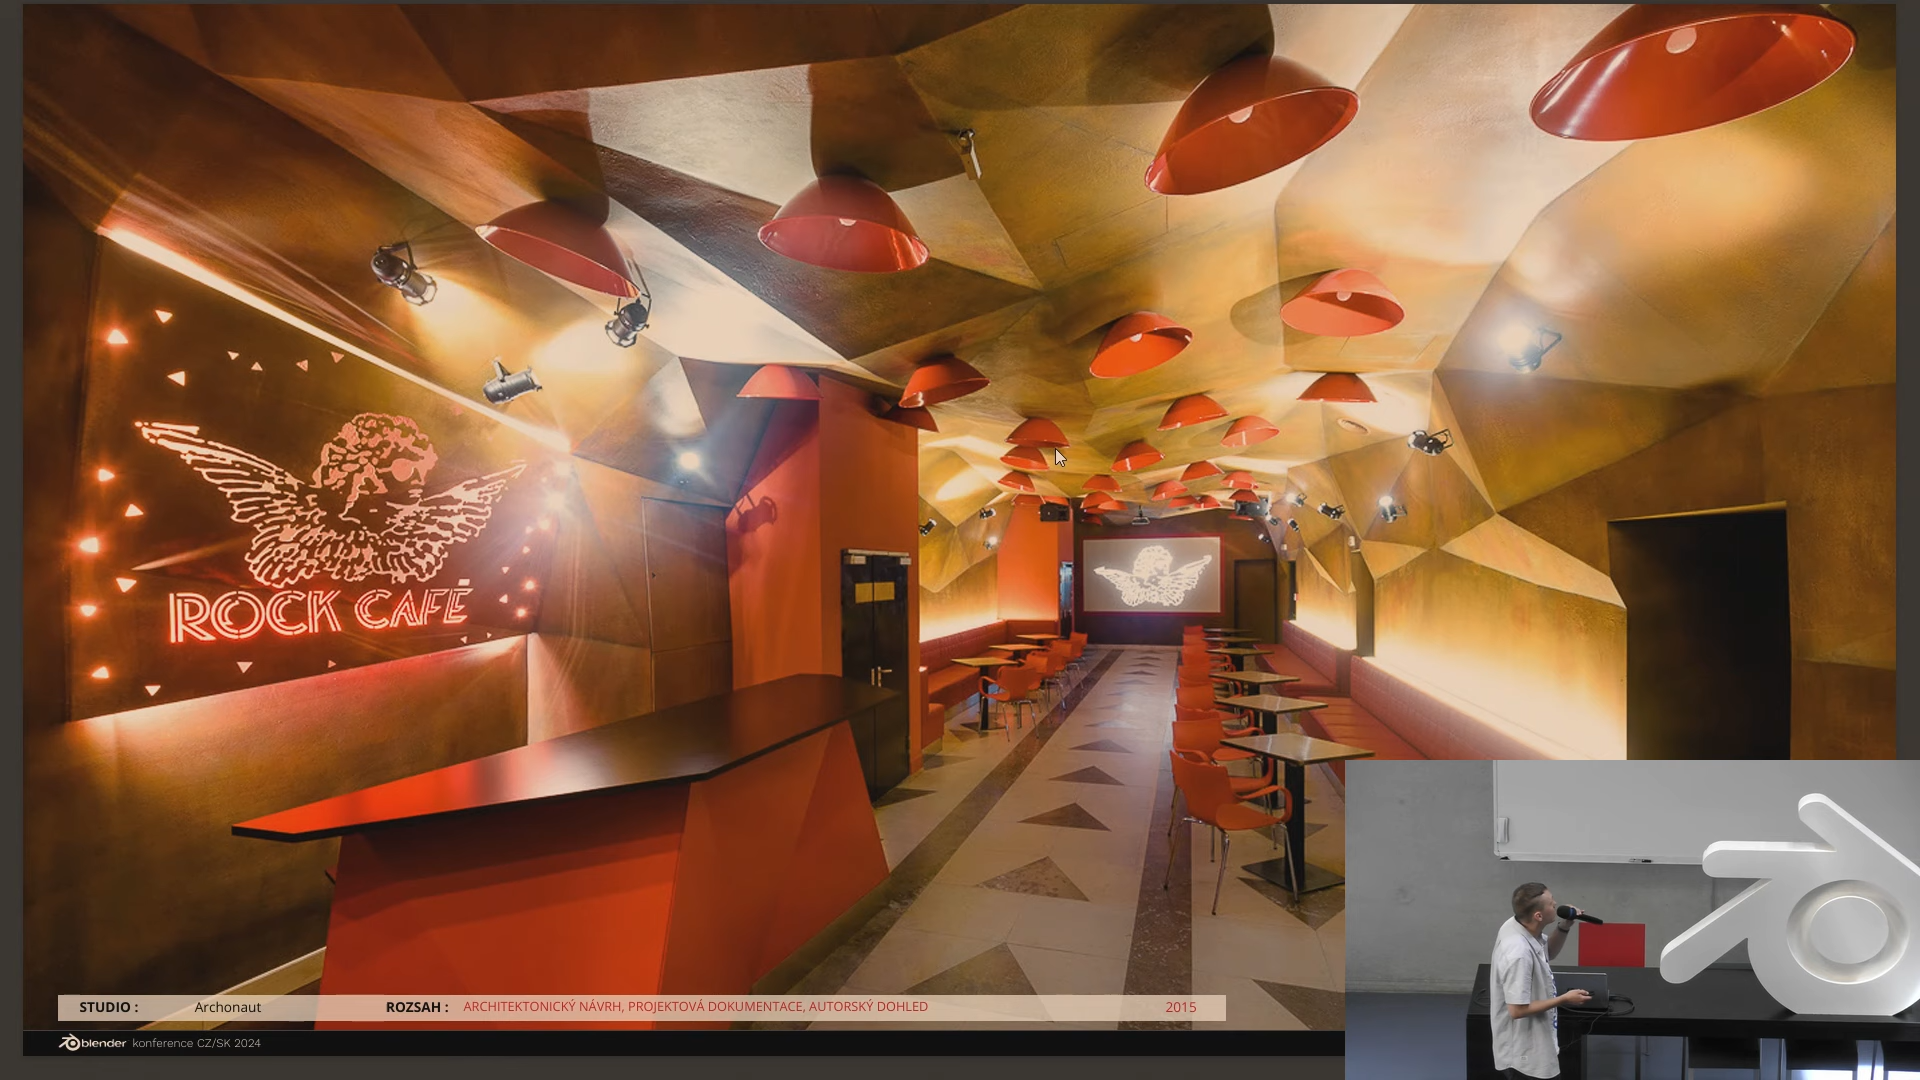 ROCK CAFÉ
STUDIO : Archonaut ROZSAH : ARCHITEKTONICKÝ NÁVRH, PROJEKTOVÁ DOKUMENTACE, AUTORSKÝ DOHLED 2015
blender konference CZ/SK 2024